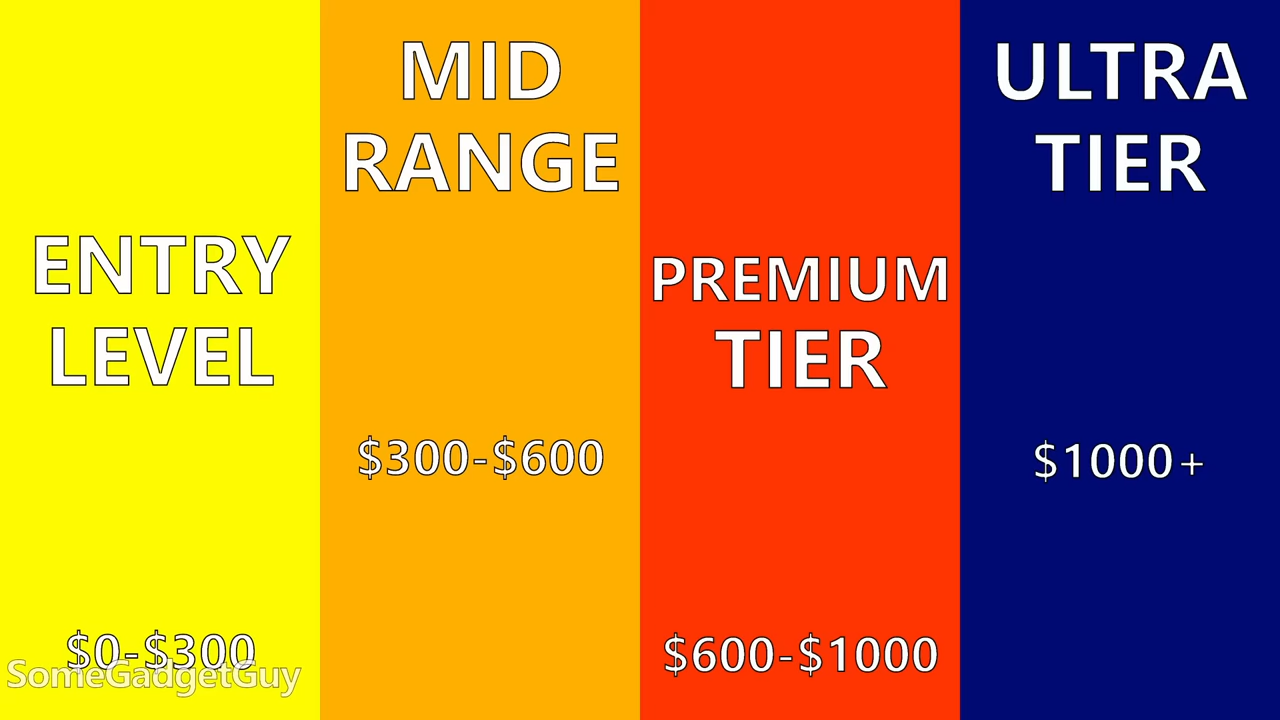 ENTRY
LEVEL
$0-$300
SomeGadgetGuy
MID
RANGE
$300-$600
PREMIUM
TIER
$600-$1000
ULTRA
TIER
$1000+